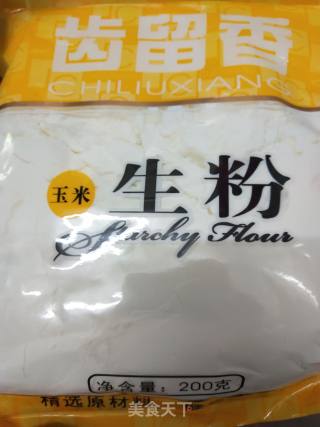 齿留香
CHILIUXIANG
玉米 生粉
Starchy Flour
净含量：200克
精选原材料
美食天下